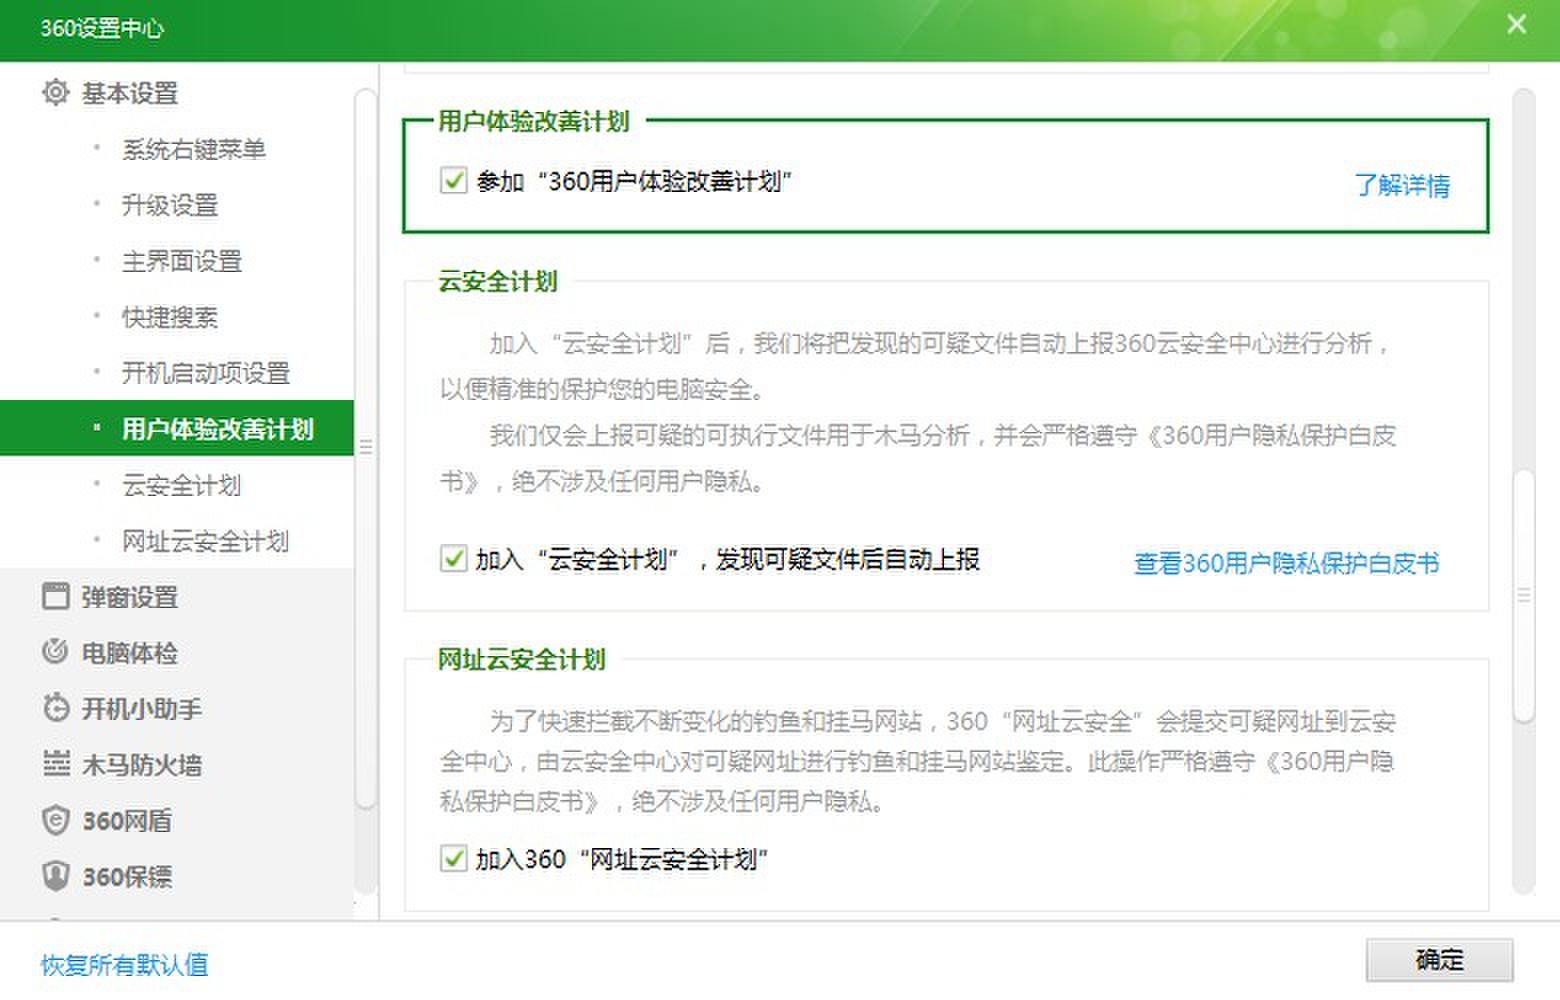 360设置中心
基本设置
系统右键菜单
升级设置
主界面设置
快捷搜索
开机启动项设置
用户体验改善计划
云安全计划
网址云安全计划
弹窗设置
电脑体检
开机小助手
木马防火墙
360网盾
360保镖
恢复所有默认值
用户体验改善计划
参加“360用户体验改善计划”
了解详情
云安全计划
加入“云安全计划”后，我们将把发现的可疑文件自动上报360云安全中心进行分析，
以便精准的保护您的电脑安全。
我们仅会上报可疑的可执行文件用于木马分析，并会严格遵守《360用户隐私保护白皮
书》，绝不涉及任何用户隐私。
加入“云安全计划”，发现可疑文件后自动上报
查看360用户隐私保护白皮书
网址云安全计划
为了快速拦截不断变化的钓鱼和挂马网站，360“网址云安全”会提交可疑网址到云安
全中心，由云安全中心对可疑网址进行钓鱼和挂马网站鉴定。此操作严格遵守《360用户隐
私保护白皮书》，绝不涉及任何用户隐私。
加入360“网址云安全计划”
确定